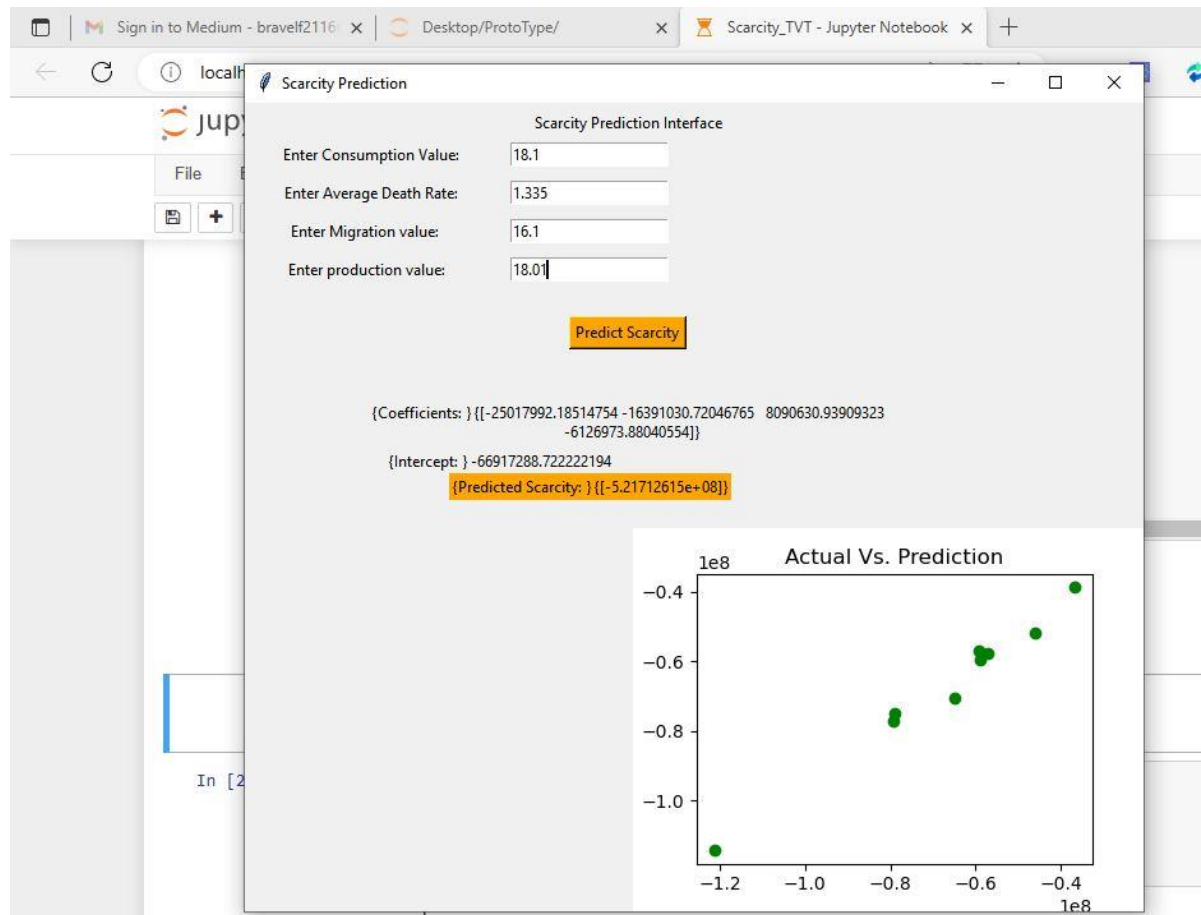 Sign in to Medium - bravelf2116
Desktop/ProtoType/
Scarcity_TVT - Jupyter Notebook
localh
Scarcity Prediction
jupy
Scarcity Prediction Interface
File
Enter Consumption Value: 18.1
Enter Average Death Rate: 1.335
Enter Migration value: 16.1
Enter production value: 18.01
Predict Scarcity
{Coefficients: } {[[-25017992.18514754 -16391030.72046765 8090630.93909323
-6126973.88040554]]}
{Intercept: } -66917288.722222194
{Predicted Scarcity: } {[[-5.21712615e+08]]}
Actual Vs. Prediction
1e8
−0.4
−0.6
−0.8
−1.0
In [2
−1.2 −1.0 −0.8 −0.6 −0.4
1e8